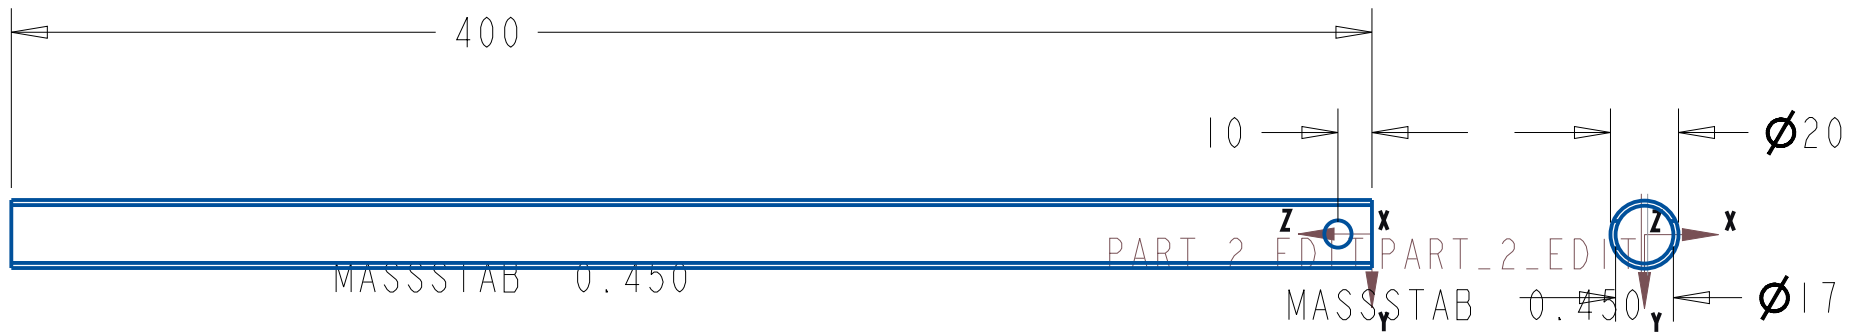 400
10
Ø20
Z
X
Z
X
PART_2_EDIT
PART_2_EDIT
MASSSTAB 0.450
MASSSTAB 0.450
Ø17
Y
Y